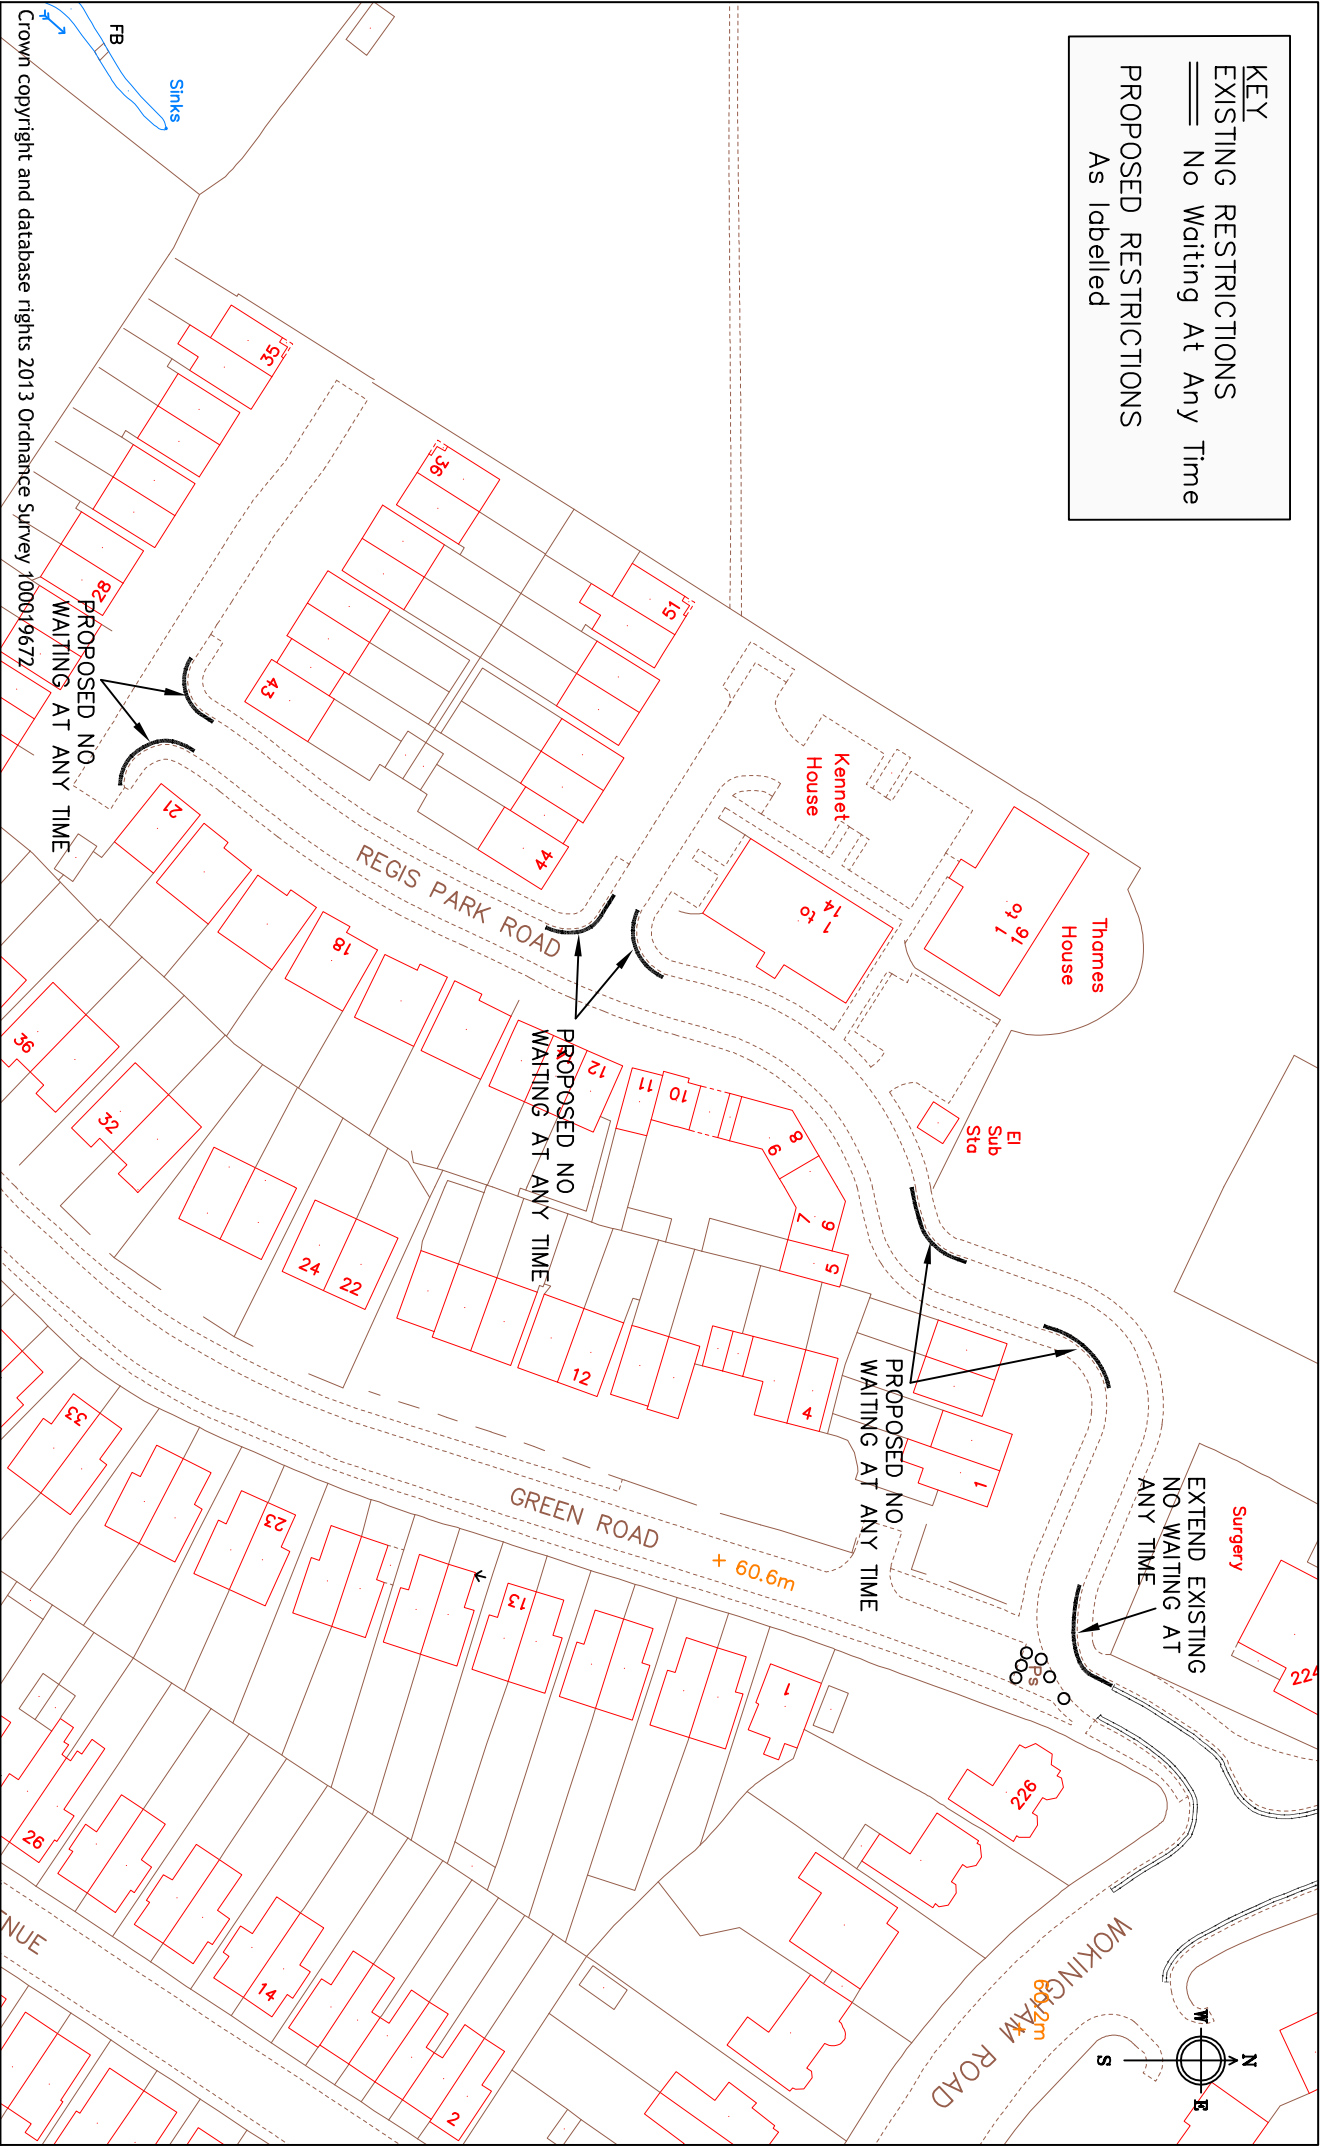 KEY
EXISTING RESTRICTIONS
No Waiting At Any Time
PROPOSED RESTRICTIONS
As labelled
Sinks
FB
35
28
36
43
51
44
Kennet
House
1 to
14
Thames
House
1 to
16
El
Sub
Sta
PROPOSED NO
WAITING AT ANY TIME
REGIS PARK ROAD
PROPOSED NO
WAITING AT ANY TIME
PROPOSED NO
WAITING AT ANY TIME
EXTEND EXISTING
NO WAITING AT
ANY TIME
Surgery
224
21
18
12
11
10
9
8
7
6
5
1
4
12
22
24
32
36
GREEN ROAD
+ 60.6m
33
23
13
1
Ps
226
26
14
2
NUE
WOKINGHAM ROAD
60.2m
N
E
S
W
Crown copyright and database rights 2013 Ordnance Survey 100019672